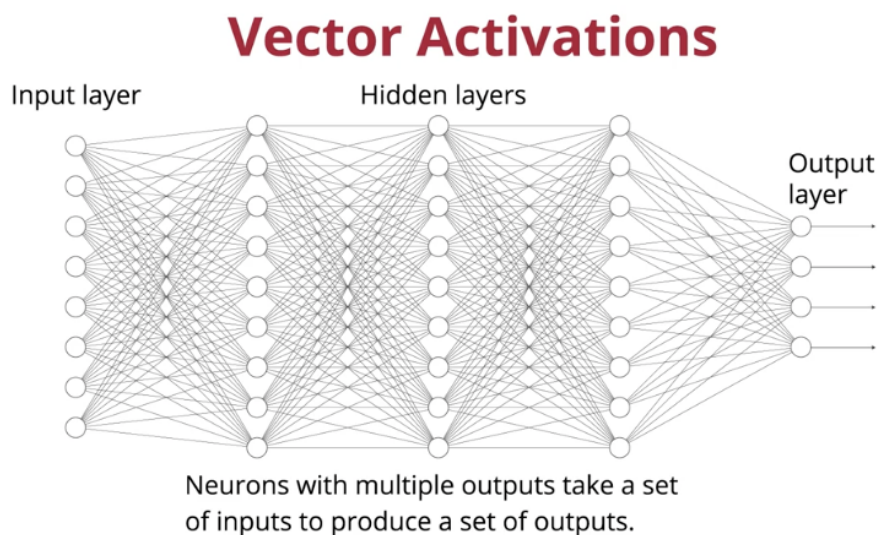 Vector Activations
Input layer
Hidden layers
Output
layer
Neurons with multiple outputs take a set
of inputs to produce a set of outputs.